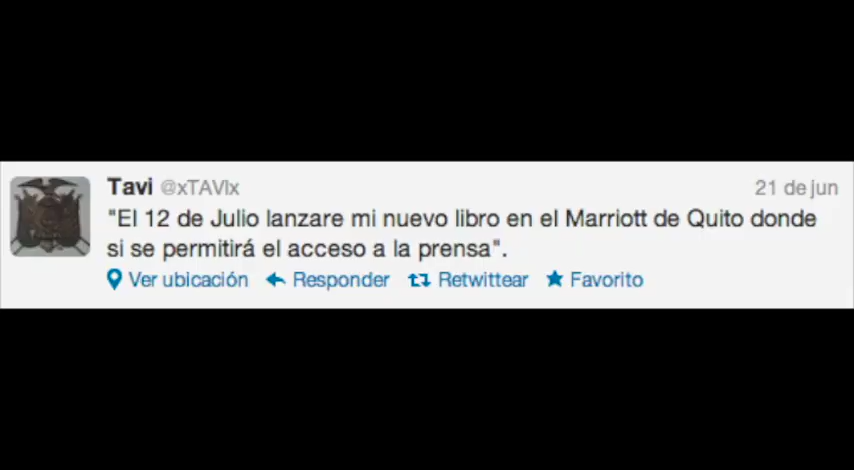 Tavi @xTAVIx 21 de jun
"El 12 de Julio lanzare mi nuevo libro en el Marriott de Quito donde
si se permitirá el acceso a la prensa".
Ver ubicación Responder Retwittear Favorito